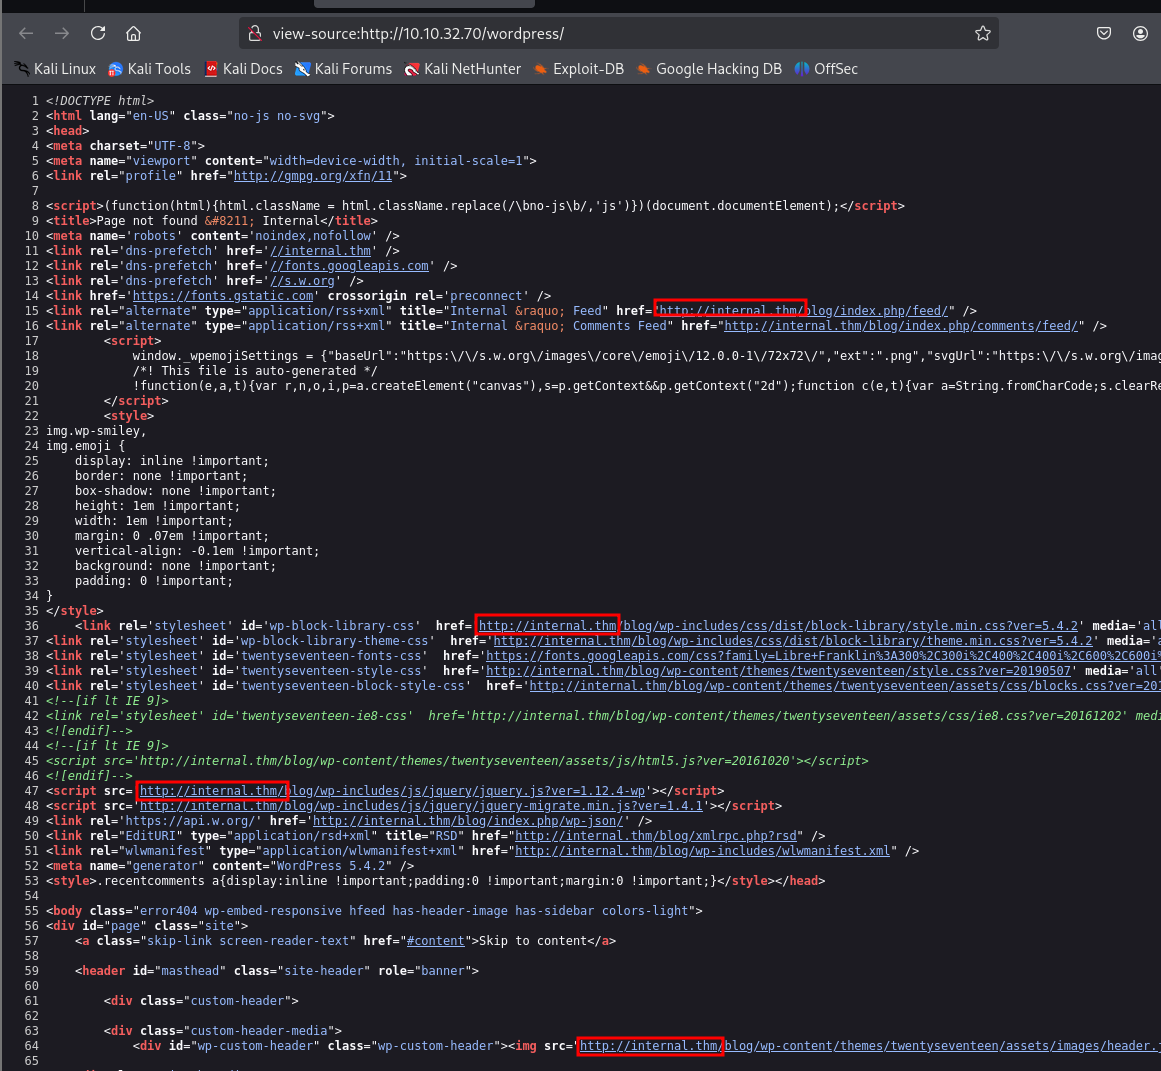 view-source:http://10.10.32.70/wordpress/
Kali Linux Kali Tools Kali Docs Kali Forums Kali NetHunter Exploit-DB Google Hacking DB OffSec
1 <!DOCTYPE html>
2 <html lang="en-US" class="no-js no-svg">
3 <head>
4 <meta charset="UTF-8">
5 <meta name="viewport" content="width=device-width, initial-scale=1">
6 <link rel="profile" href="http://gmpg.org/xfn/11">
7
8 <script>(function(html){html.className = html.className.replace(/\bno-js\b/,'js')})(document.documentElement);</script>
9 <title>Page not found &#8211; Internal</title>
10 <meta name='robots' content='noindex,nofollow' />
11 <link rel='dns-prefetch' href='//internal.thm' />
12 <link rel='dns-prefetch' href='//fonts.googleapis.com' />
13 <link rel='dns-prefetch' href='//s.w.org' />
14 <link href='https://fonts.gstatic.com' crossorigin rel='preconnect' />
15 <link rel="alternate" type="application/rss+xml" title="Internal &raquo; Feed" href="http://internal.thm/blog/index.php/feed/" />
16 <link rel="alternate" type="application/rss+xml" title="Internal &raquo; Comments Feed" href="http://internal.thm/blog/index.php/comments/feed/" />
17 <script>
18 window._wpemojiSettings = {"baseUrl":"https:\/\/s.w.org\/images\/core\/emoji\/12.0.0-1\/72x72\/","ext":".png","svgUrl":"https:\/\/s.w.org\/imag
19 /*! This file is auto-generated */
20 !function(e,a,t){var r,n,o,i,p=a.createElement("canvas"),s=p.getContext&&p.getContext("2d");function c(e,t){var a=String.fromCharCode;s.clearRe
21 </script>
22 <style>
23 img.wp-smiley,
24 img.emoji {
25 display: inline !important;
26 border: none !important;
27 box-shadow: none !important;
28 height: 1em !important;
29 width: 1em !important;
30 margin: 0 .07em !important;
31 vertical-align: -0.1em !important;
32 background: none !important;
33 padding: 0 !important;
34 }
35 </style>
36 <link rel='stylesheet' id='wp-block-library-css' href='http://internal.thm/blog/wp-includes/css/dist/block-library/style.min.css?ver=5.4.2' media='all
37 <link rel='stylesheet' id='wp-block-library-theme-css' href='http://internal.thm/blog/wp-includes/css/dist/block-library/theme.min.css?ver=5.4.2' media='a
38 <link rel='stylesheet' id='twentyseventeen-fonts-css' href='https://fonts.googleapis.com/css?family=Libre+Franklin%3A300%2C300i%2C400%2C400i%2C600%2C600i%
39 <link rel='stylesheet' id='twentyseventeen-style-css' href='http://internal.thm/blog/wp-content/themes/twentyseventeen/style.css?ver=20190507' media='all'
40 <link rel='stylesheet' id='twentyseventeen-block-style-css' href='http://internal.thm/blog/wp-content/themes/twentyseventeen/assets/css/blocks.css?ver=201
41 <!--[if lt IE 9]>
42 <link rel='stylesheet' id='twentyseventeen-ie8-css' href='http://internal.thm/blog/wp-content/themes/twentyseventeen/assets/css/ie8.css?ver=20161202' medi
43 <![endif]-->
44 <!--[if lt IE 9]>
45 <script src='http://internal.thm/blog/wp-content/themes/twentyseventeen/assets/js/html5.js?ver=20161020'></script>
46 <![endif]-->
47 <script src='http://internal.thm/blog/wp-includes/js/jquery/jquery.js?ver=1.12.4-wp'></script>
48 <script src='http://internal.thm/blog/wp-includes/js/jquery/jquery-migrate.min.js?ver=1.4.1'></script>
49 <link rel='https://api.w.org/' href='http://internal.thm/blog/index.php/wp-json/' />
50 <link rel="EditURI" type="application/rsd+xml" title="RSD" href="http://internal.thm/blog/xmlrpc.php?rsd" />
51 <link rel="wlwmanifest" type="application/wlwmanifest+xml" href="http://internal.thm/blog/wp-includes/wlwmanifest.xml" />
52 <meta name="generator" content="WordPress 5.4.2" />
53 <style>.recentcomments a{display:inline !important;padding:0 !important;margin:0 !important;}</style></head>
54
55 <body class="error404 wp-embed-responsive hfeed has-header-image has-sidebar colors-light">
56 <div id="page" class="site">
57 <a class="skip-link screen-reader-text" href="#content">Skip to content</a>
58
59 <header id="masthead" class="site-header" role="banner">
60
61 <div class="custom-header">
62
63 <div class="custom-header-media">
64 <div id="wp-custom-header" class="wp-custom-header"><img src='http://internal.thm/blog/wp-content/themes/twentyseventeen/assets/images/header.j
65